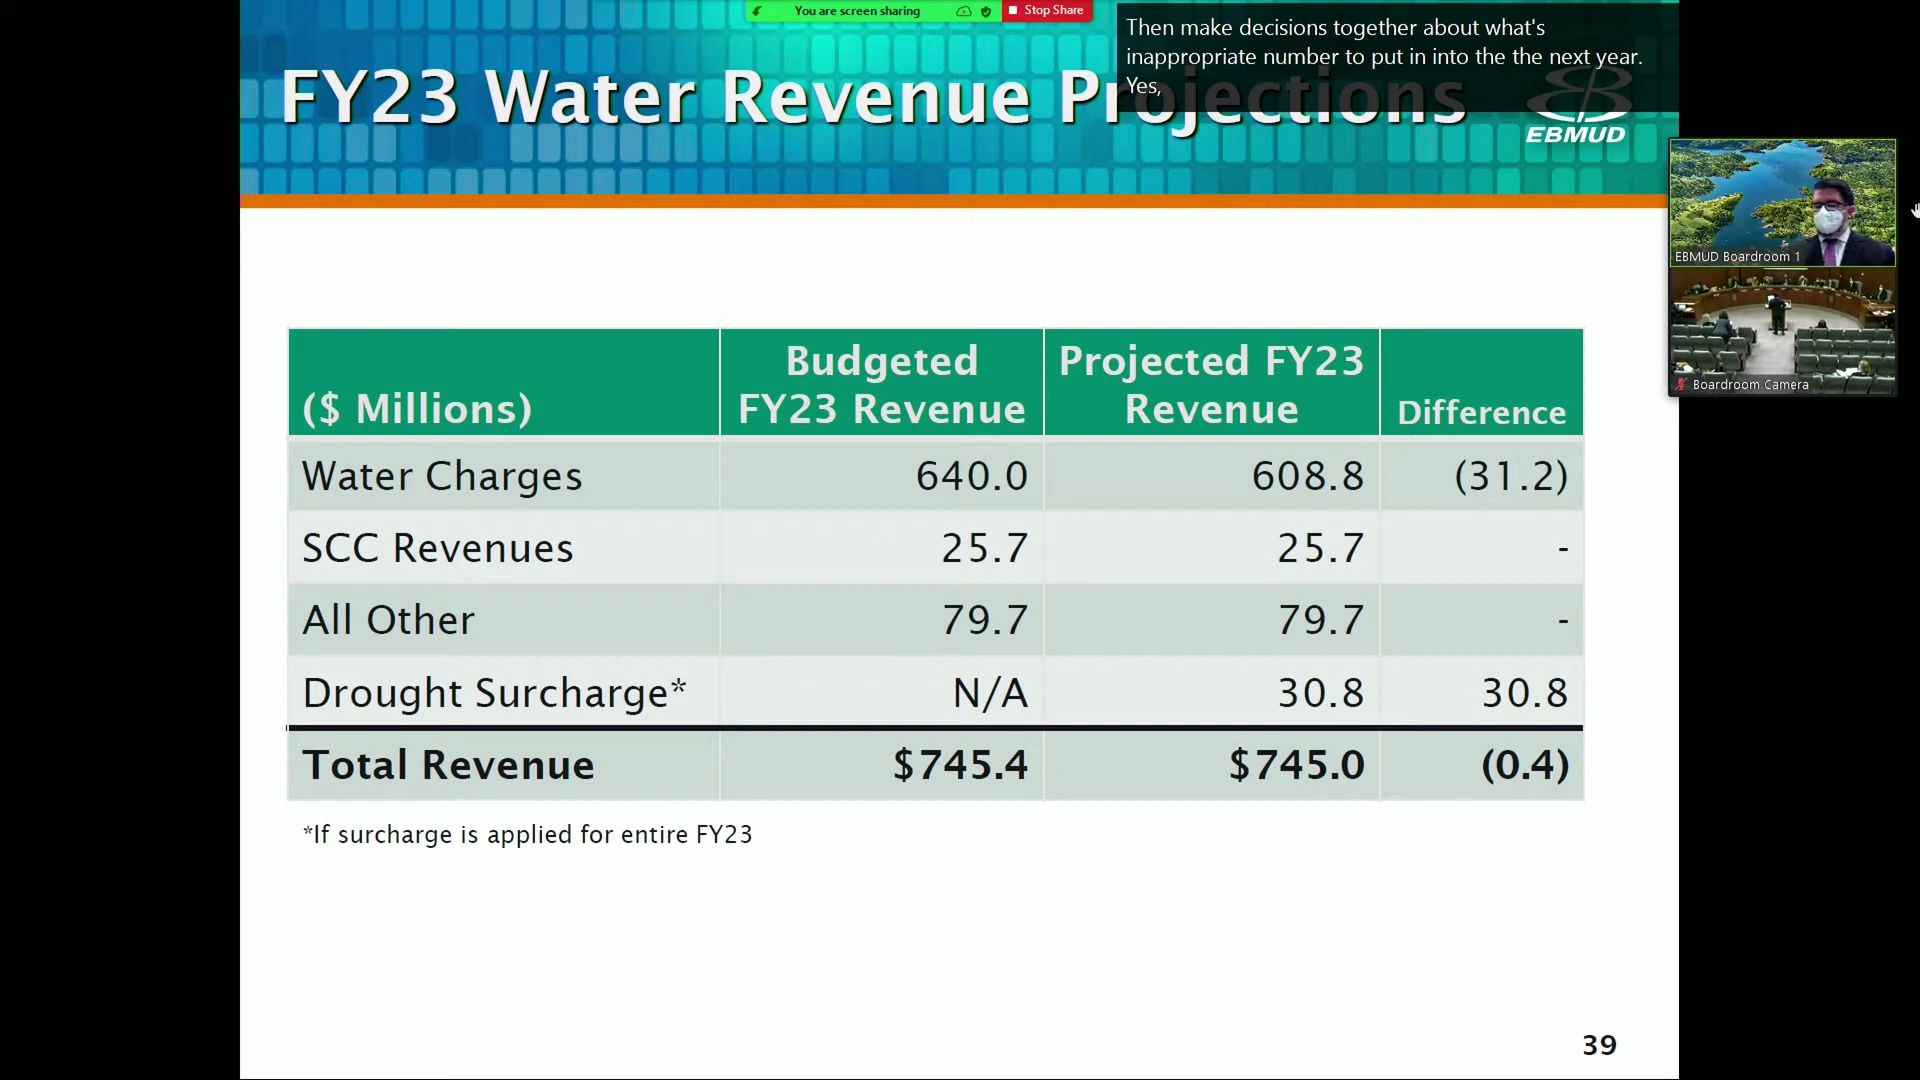 You are screen sharing
Stop Share
Then make decisions together about what's
inappropriate number to put in into the the next year.
Yes,
FY23 Water Revenue Projections
EBMUD
EBMUD Boardroom 1
Boardroom Camera
($ Millions) Budgeted FY23 Revenue Projected FY23 Revenue Difference
Water Charges 640.0 608.8 (31.2)
SCC Revenues 25.7 25.7 -
All Other 79.7 79.7 -
Drought Surcharge* N/A 30.8 30.8
Total Revenue $745.4 $745.0 (0.4)
*If surcharge is applied for entire FY23
39